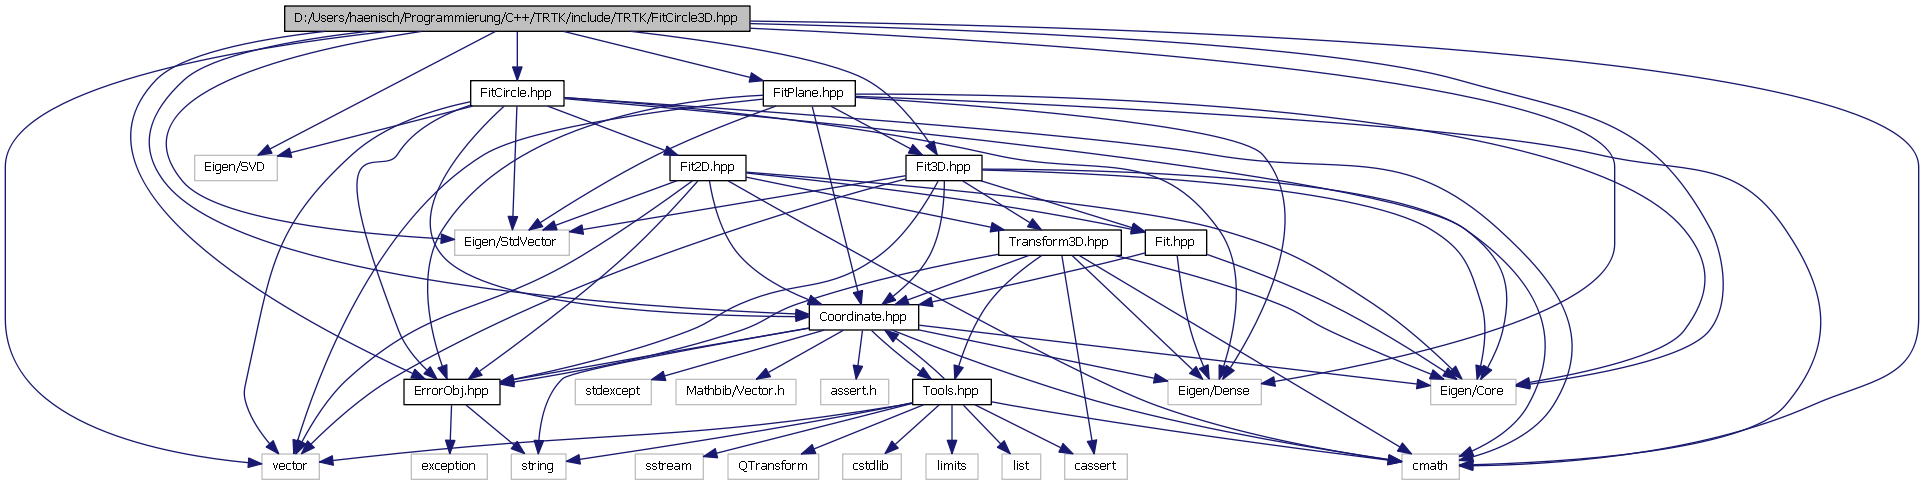 D:/Users/haenisch/Programmierung/C++/TRTK/include/TRTK/FitCircle3D.hpp
FitCircle.hpp
FitPlane.hpp
Eigen/SVD
Fit2D.hpp
Fit3D.hpp
Eigen/StdVector
Transform3D.hpp
Fit.hpp
Coordinate.hpp
ErrorObj.hpp
stdexcept
Mathbib/Vector.h
assert.h
Tools.hpp
Eigen/Dense
Eigen/Core
vector
exception
string
sstream
QTransform
cstdlib
limits
list
cassert
cmath